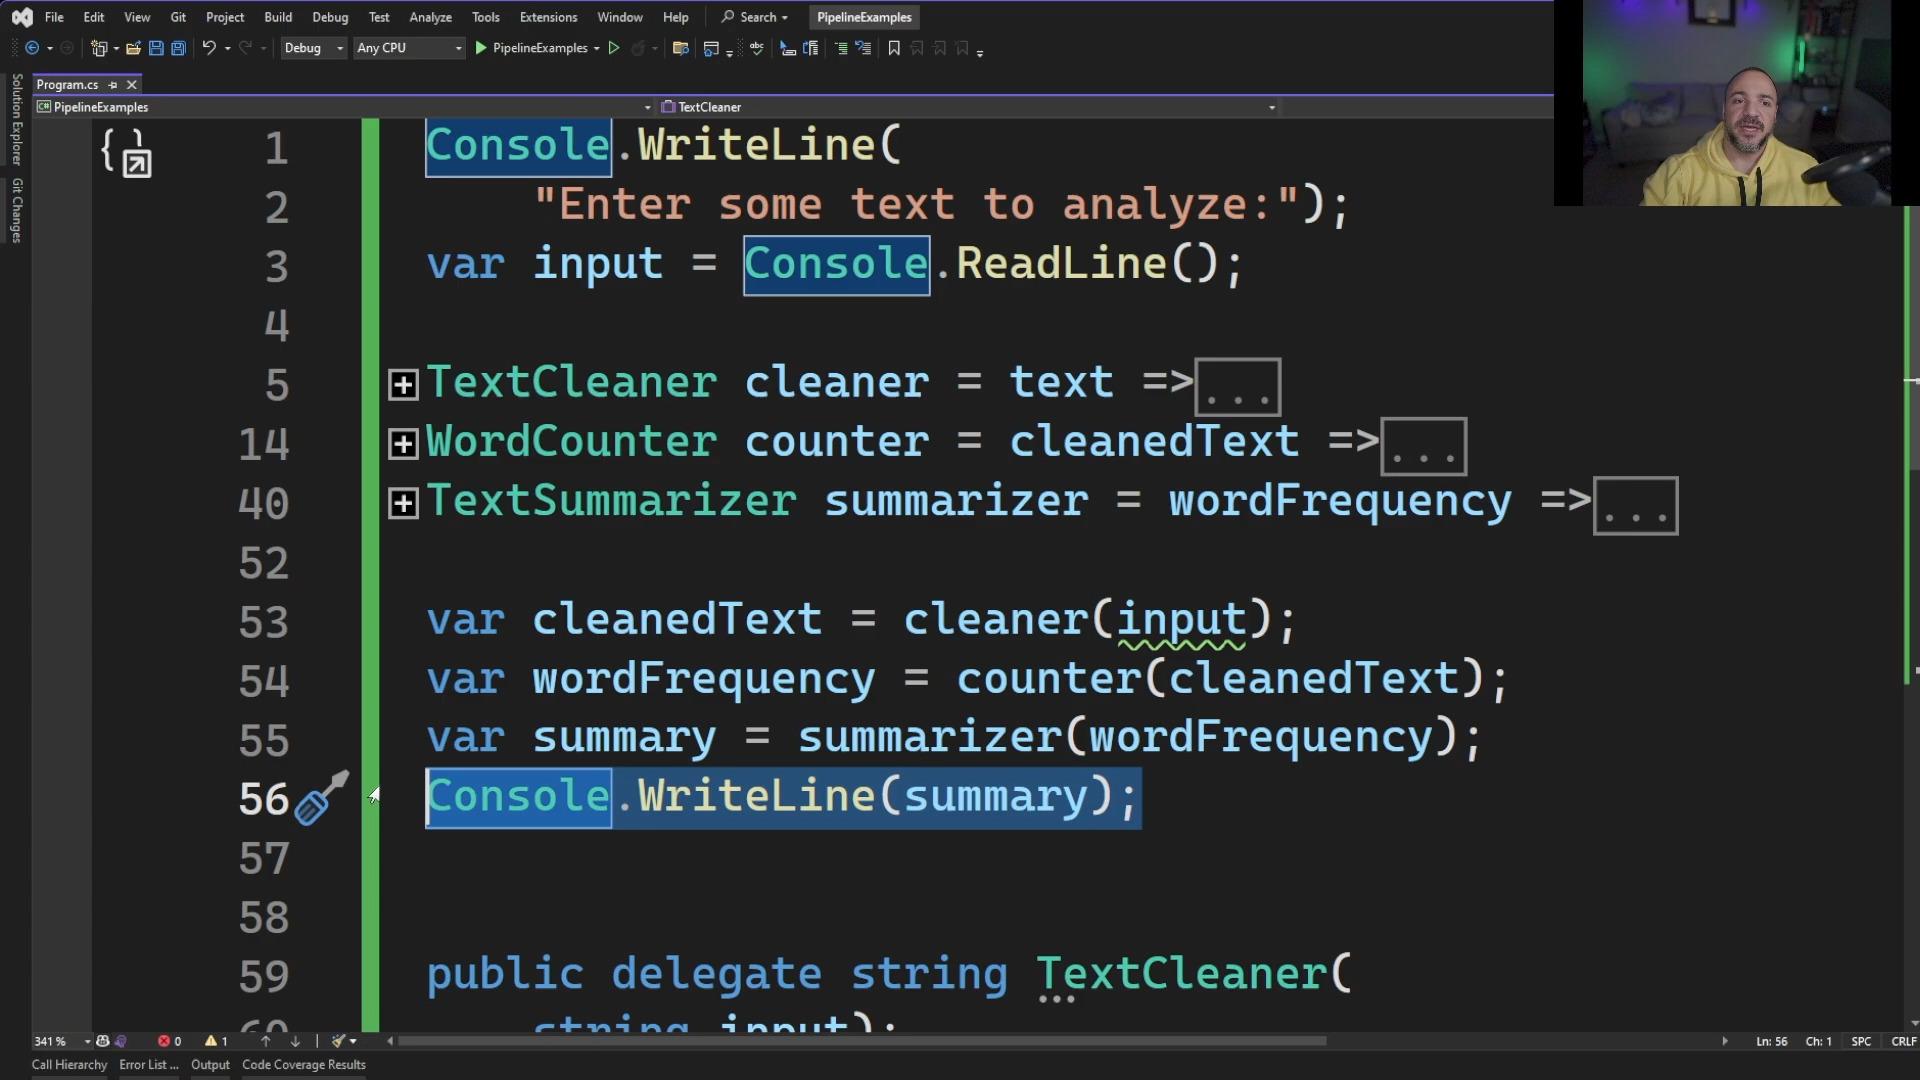 File Edit View Git Project Build Debug Test Analyze Tools Extensions Window Help Search PipelineExamples
Debug Any CPU PipelineExamples
Program.cs
PipelineExamples TextCleaner
Solution Explorer
Git Changes
1 Console.WriteLine(
2 "Enter some text to analyze:");
3 var input = Console.ReadLine();
4
5 TextCleaner cleaner = text =>...
14 WordCounter counter = cleanedText =>...
40 TextSummarizer summarizer = wordFrequency =>...
52
53 var cleanedText = cleaner(input);
54 var wordFrequency = counter(cleanedText);
55 var summary = summarizer(wordFrequency);
56 Console.WriteLine(summary);
57
58
59 public delegate string TextCleaner(
60 string input);
341 % 0 1 Ln: 56 Ch: 1 SPC CRLF
Call Hierarchy Error List ... Output Code Coverage Results